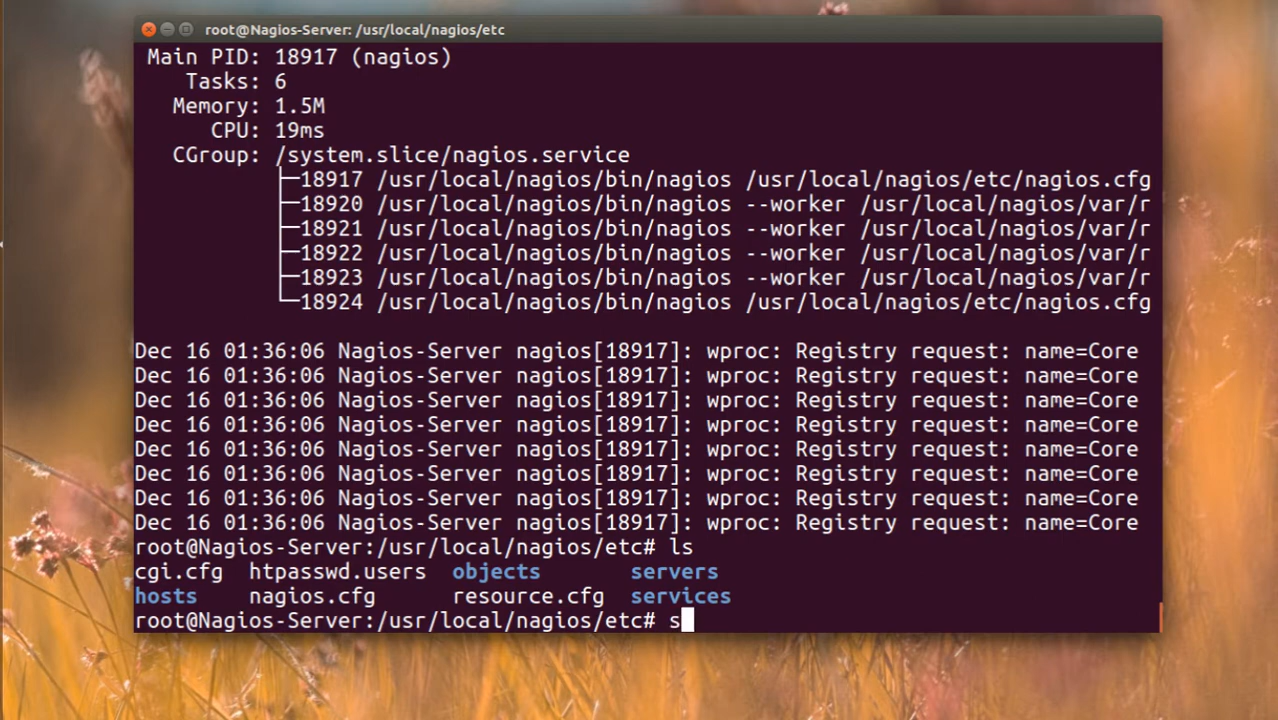 root@Nagios-Server: /usr/local/nagios/etc
Main PID: 18917 (nagios)
Tasks: 6
Memory: 1.5M
CPU: 19ms
CGroup: /system.slice/nagios.service
├─18917 /usr/local/nagios/bin/nagios /usr/local/nagios/etc/nagios.cfg
├─18920 /usr/local/nagios/bin/nagios --worker /usr/local/nagios/var/r
├─18921 /usr/local/nagios/bin/nagios --worker /usr/local/nagios/var/r
├─18922 /usr/local/nagios/bin/nagios --worker /usr/local/nagios/var/r
├─18923 /usr/local/nagios/bin/nagios --worker /usr/local/nagios/var/r
└─18924 /usr/local/nagios/bin/nagios /usr/local/nagios/etc/nagios.cfg
Dec 16 01:36:06 Nagios-Server nagios[18917]: wproc: Registry request: name=Core
Dec 16 01:36:06 Nagios-Server nagios[18917]: wproc: Registry request: name=Core
Dec 16 01:36:06 Nagios-Server nagios[18917]: wproc: Registry request: name=Core
Dec 16 01:36:06 Nagios-Server nagios[18917]: wproc: Registry request: name=Core
Dec 16 01:36:06 Nagios-Server nagios[18917]: wproc: Registry request: name=Core
Dec 16 01:36:06 Nagios-Server nagios[18917]: wproc: Registry request: name=Core
Dec 16 01:36:06 Nagios-Server nagios[18917]: wproc: Registry request: name=Core
Dec 16 01:36:06 Nagios-Server nagios[18917]: wproc: Registry request: name=Core
root@Nagios-Server:/usr/local/nagios/etc# ls
cgi.cfg htpasswd.users objects servers
hosts nagios.cfg resource.cfg services
root@Nagios-Server:/usr/local/nagios/etc# s